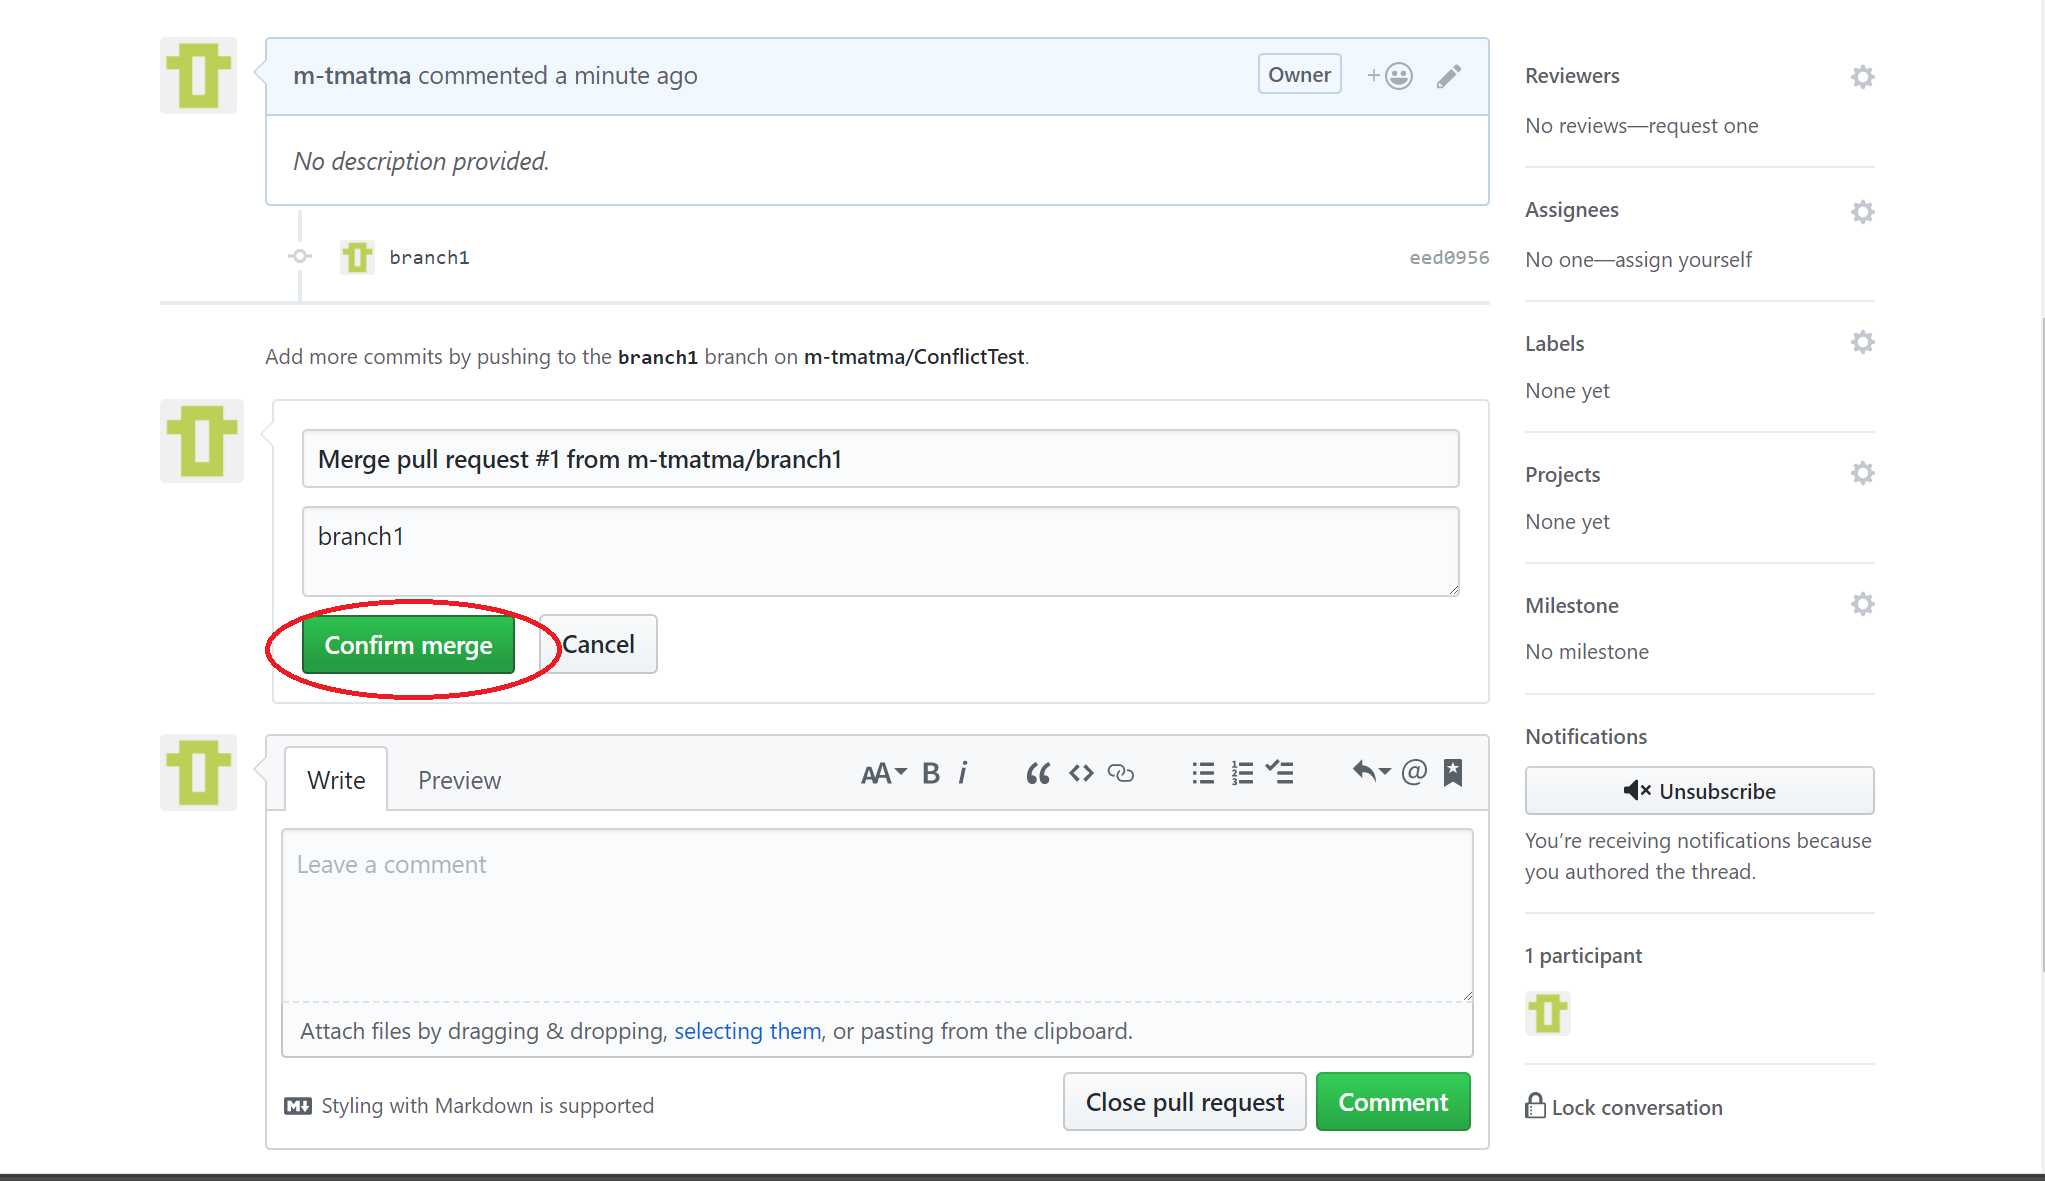 m-tmatma commented a minute ago
Owner
No description provided.
branch1
eed0956
Add more commits by pushing to the branch1 branch on m-tmatma/ConflictTest.
Merge pull request #1 from m-tmatma/branch1
branch1
Confirm merge
Cancel
Write
Preview
AA
B
i
Leave a comment
Attach files by dragging & dropping, selecting them, or pasting from the clipboard.
Styling with Markdown is supported
Close pull request
Comment
Reviewers
No reviews—request one
Assignees
No one—assign yourself
Labels
None yet
Projects
None yet
Milestone
No milestone
Notifications
Unsubscribe
You’re receiving notifications because
you authored the thread.
1 participant
Lock conversation